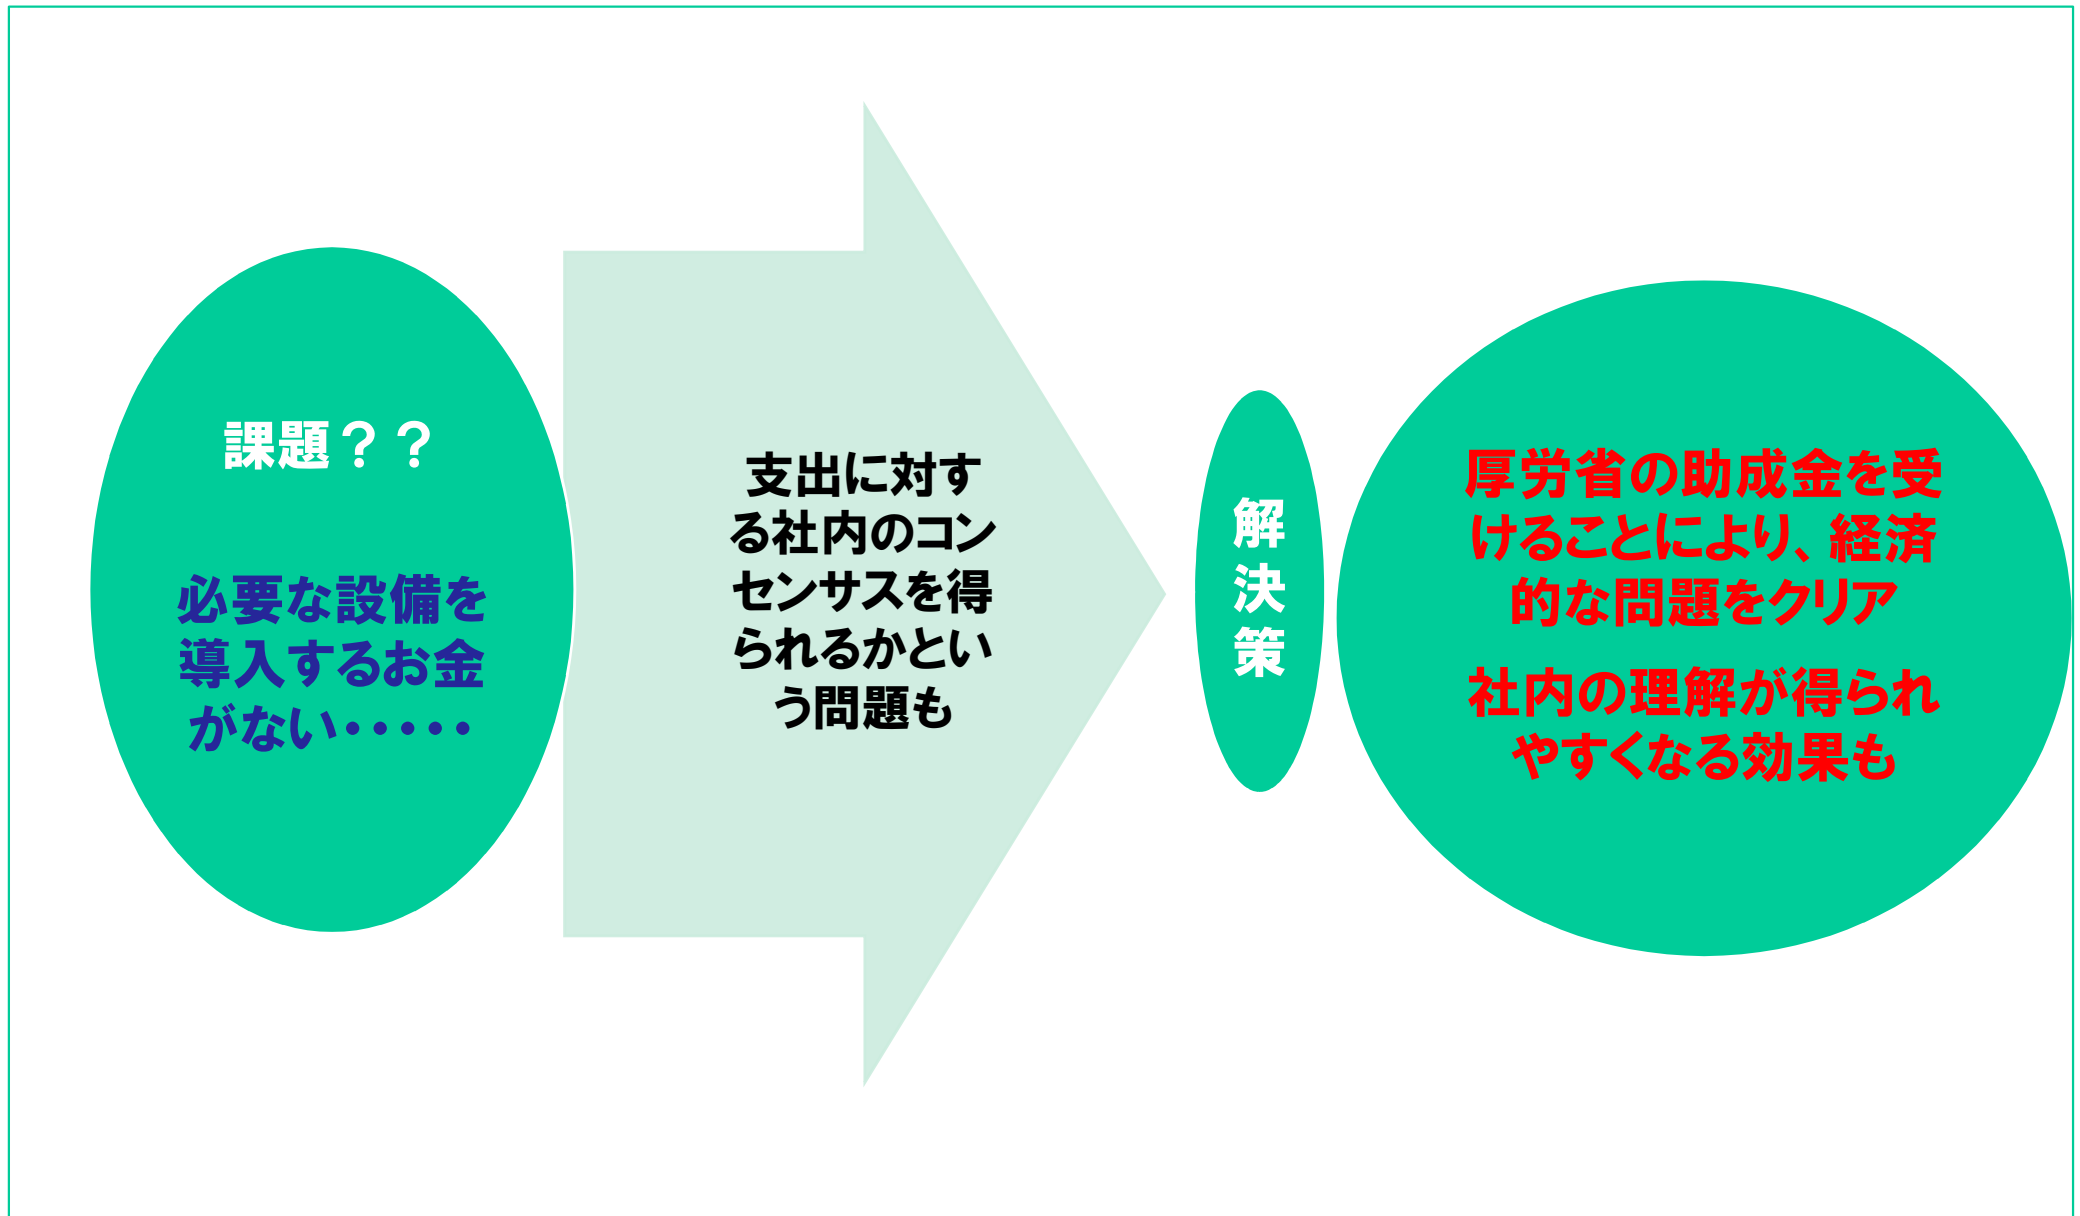 課題？？
必要な設備を
導入するお金
がない・・・・・
支出に対す
る社内のコン
センサスを得
られるかとい
う問題も
解
決
策
厚労省の助成金を受
けることにより、経済
的な問題をクリア
社内の理解が得られ
やすくなる効果も